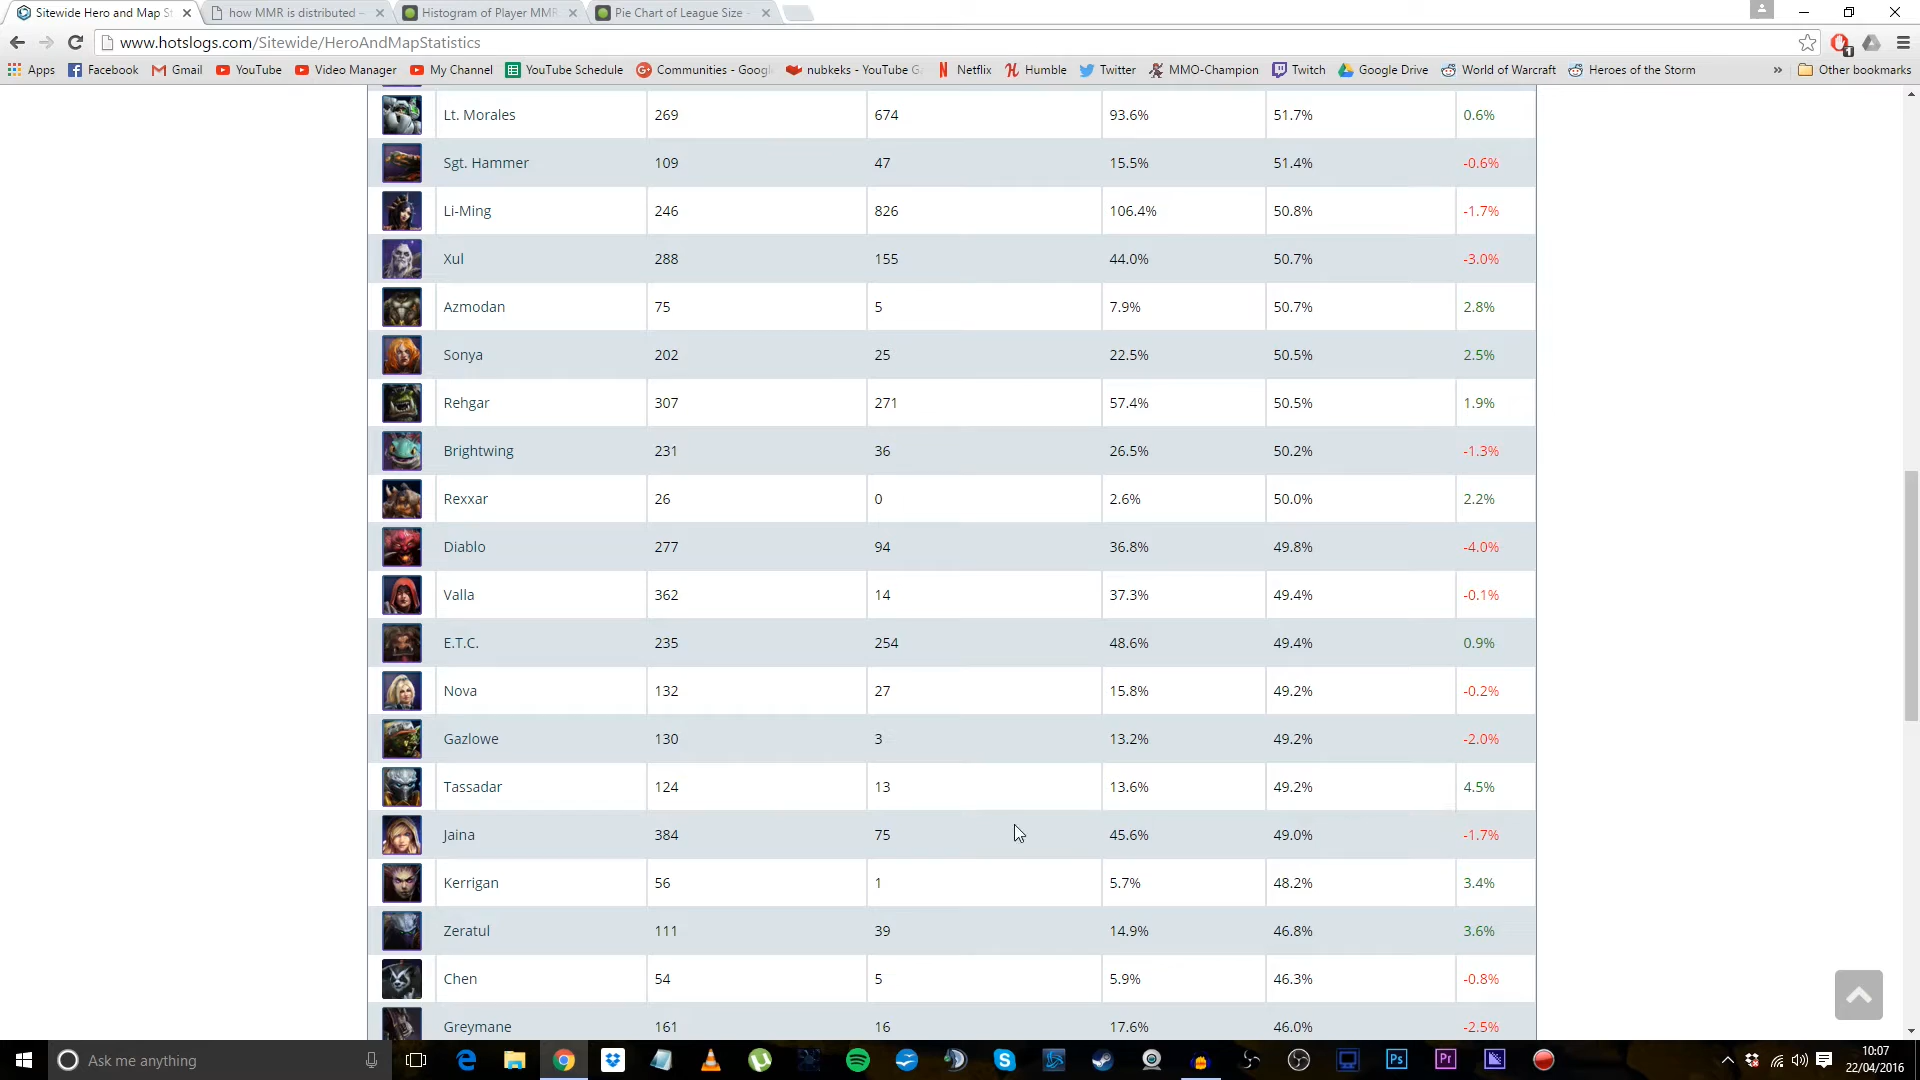 Sitewide Hero and Map St
how MMR is distributed –
Histogram of Player MMR
Pie Chart of League Size
www.hotslogs.com/Sitewide/HeroAndMapStatistics
1
Apps Facebook Gmail YouTube Video Manager My Channel YouTube Schedule Communities - Googl nubkeks - YouTube G Netflix Humble Twitter MMO-Champion Twitch Google Drive World of Warcraft Heroes of the Storm » Other bookmarks
Lt. Morales 269 674 93.6% 51.7% 0.6%
Sgt. Hammer 109 47 15.5% 51.4% -0.6%
Li-Ming 246 826 106.4% 50.8% -1.7%
Xul 288 155 44.0% 50.7% -3.0%
Azmodan 75 5 7.9% 50.7% 2.8%
Sonya 202 25 22.5% 50.5% 2.5%
Rehgar 307 271 57.4% 50.5% 1.9%
Brightwing 231 36 26.5% 50.2% -1.3%
Rexxar 26 0 2.6% 50.0% 2.2%
Diablo 277 94 36.8% 49.8% -4.0%
Valla 362 14 37.3% 49.4% -0.1%
E.T.C. 235 254 48.6% 49.4% 0.9%
Nova 132 27 15.8% 49.2% -0.2%
Gazlowe 130 3 13.2% 49.2% -2.0%
Tassadar 124 13 13.6% 49.2% 4.5%
Jaina 384 75 45.6% 49.0% -1.7%
Kerrigan 56 1 5.7% 48.2% 3.4%
Zeratul 111 39 14.9% 46.8% 3.6%
Chen 54 5 5.9% 46.3% -0.8%
Greymane 161 16 17.6% 46.0% -2.5%
Ask me anything
Ps
Pr
10:07
22/04/2016